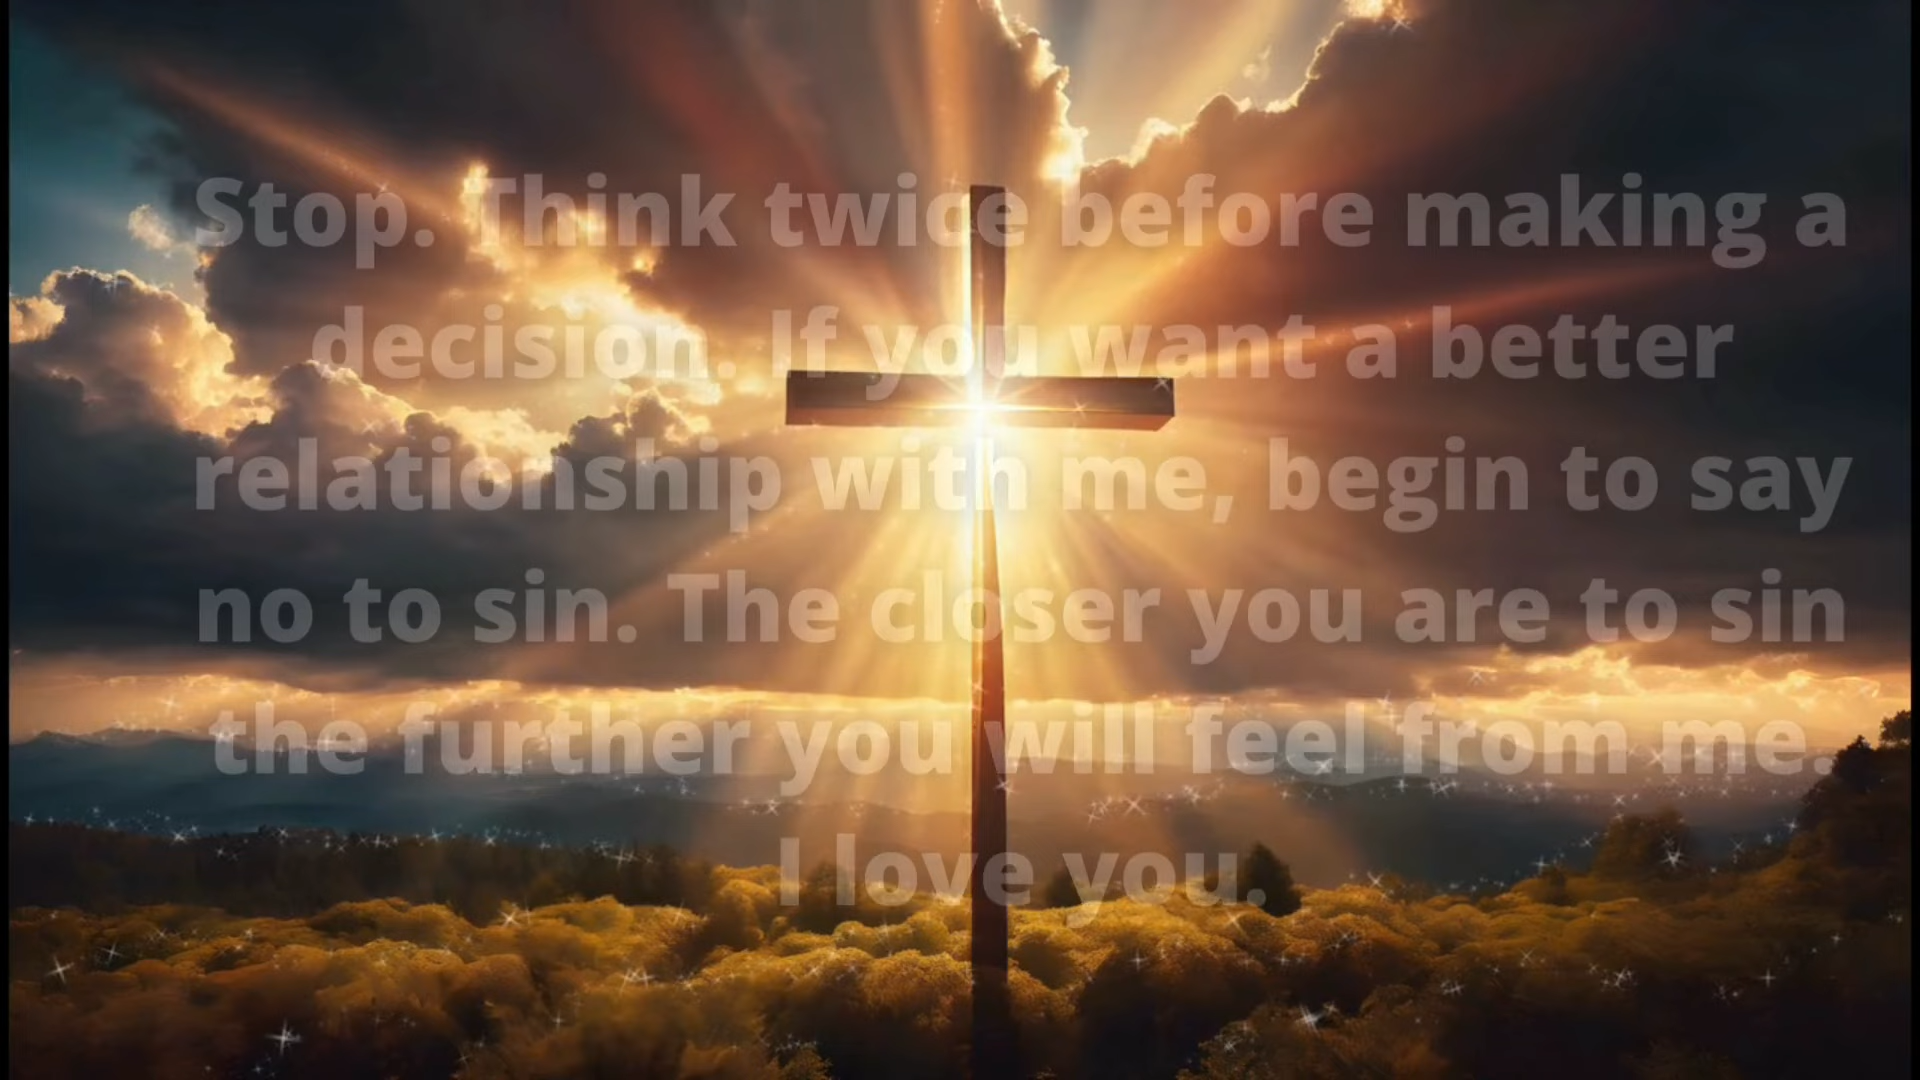 Stop. Think twice before making a
decision. If you want a better
relationship with me, begin to say
no to sin. The closer you are to sin
the further you will feel from me.
I love you.